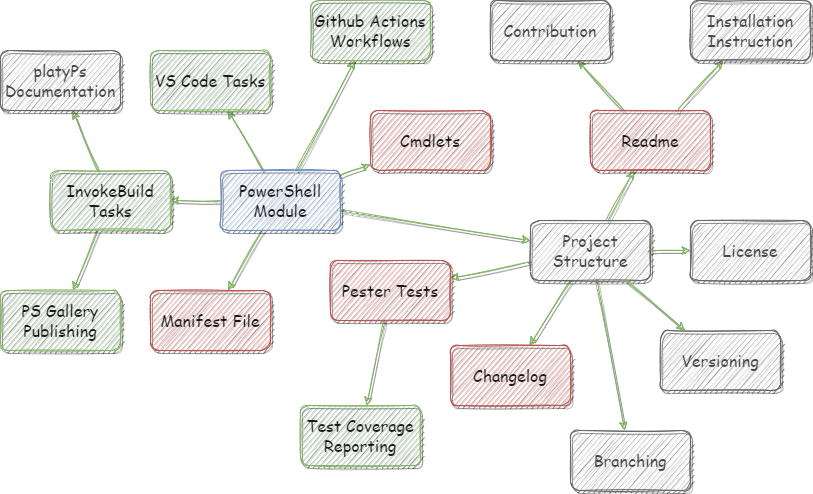 Github Actions
Workflows
Contribution
Installation
Instruction
platyPs
Documentation
VS Code Tasks
Cmdlets
Readme
InvokeBuild
Tasks
PowerShell
Module
Project
Structure
License
PS Gallery
Publishing
Manifest File
Pester Tests
Changelog
Versioning
Test Coverage
Reporting
Branching